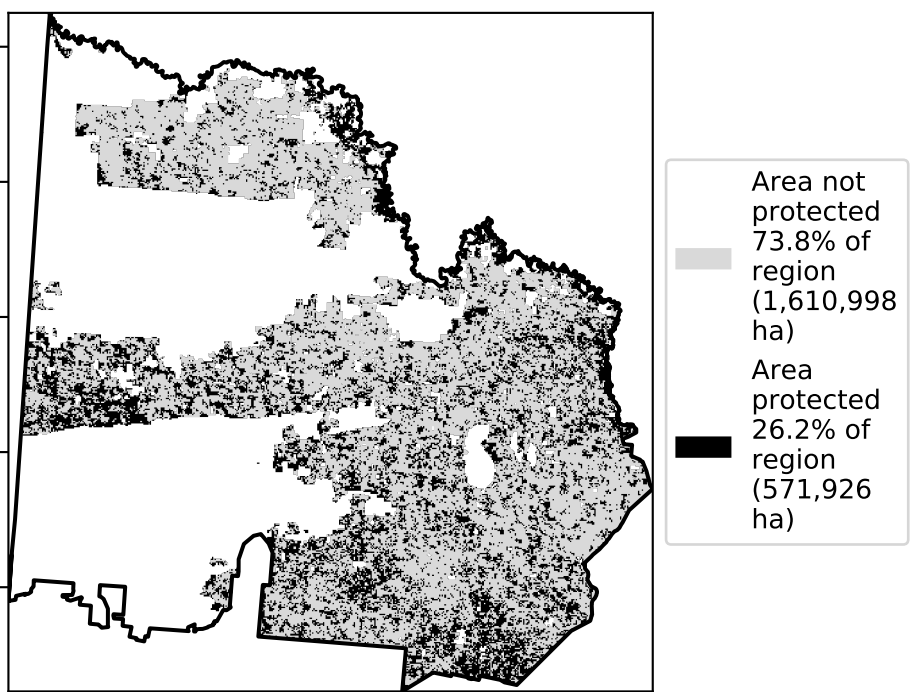 Area not
protected
73.8% of
region
(1,610,998
ha)
Area
protected
26.2% of
region
(571,926
ha)